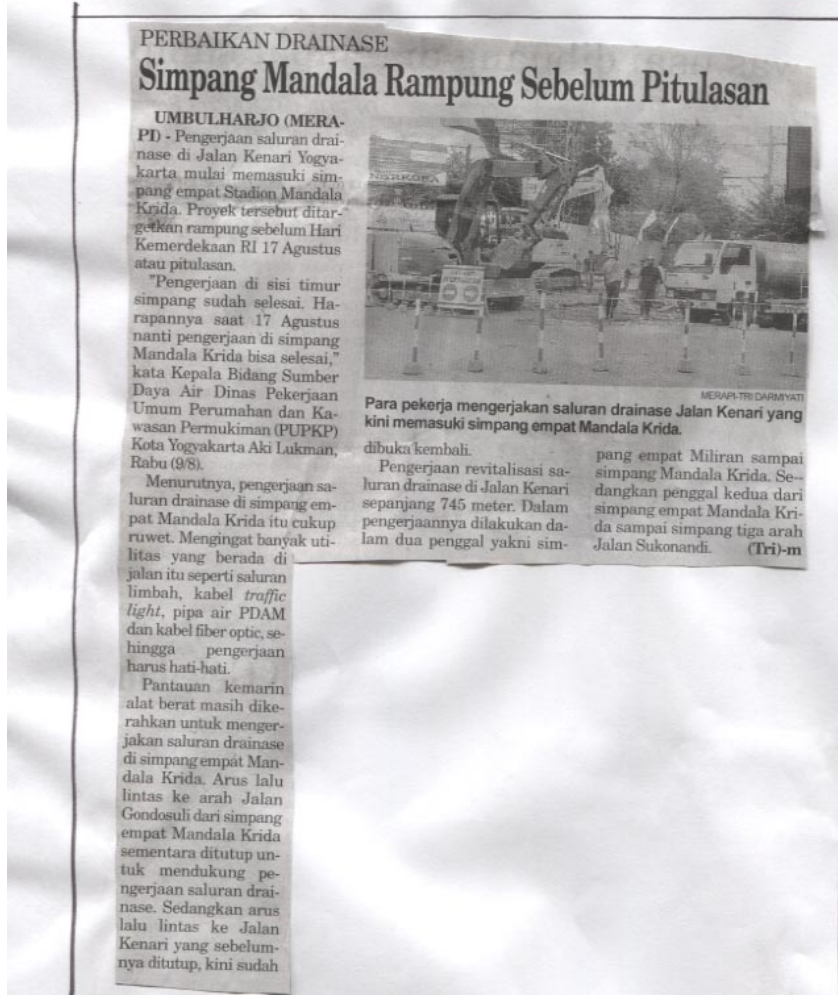 PERBAIKAN DRAINASE
Simpang Mandala Rampung Sebelum Pitulasan
UMBULHARJO (MERA-
PI) - Pengerjaan saluran drai-
nase di Jalan Kenari Yogya-
karta mulai memasuki sim-
pang empat Stadion Mandala
Krida. Proyek tersebut ditar-
getkan rampung sebelum Hari
Kemerdekaan RI 17 Agustus
atau pitulasan.
"Pengerjaan di sisi timur
simpang sudah selesai. Ha-
rapannya saat 17 Agustus
nanti pengerjaan di simpang
Mandala Krida bisa selesai,"
kata Kepala Bidang Sumber
Daya Air Dinas Pekerjaan
Umum Perumahan dan Ka-
wasan Permukiman (PUPKP)
Kota Yogyakarta Aki Lukman,
Rabu (9/8).
Menurutnya, pengerjaan sa-
luran drainase di simpang em-
pat Mandala Krida itu cukup
ruwet. Mengingat banyak uti-
litas yang berada di
jalan itu seperti saluran
limbah, kabel traffic
light, pipa air PDAM
dan kabel fiber optic, se-
hingga pengerjaan
harus hati-hati.
Pantauan kemarin
alat berat masih dike-
rahkan untuk menger-
jakan saluran drainase
di simpang empat Man-
dala Krida. Arus lalu
lintas ke arah Jalan
Gondosuli dari simpang
empat Mandala Krida
sementara ditutup un-
tuk mendukung pe-
ngerjaan saluran drai-
nase. Sedangkan arus
lalu lintas ke Jalan
Kenari yang sebelum-
nya ditutup, kini sudah
NARKOBA
MERAPI-TRI DARMIYATI
Para pekerja mengerjakan saluran drainase Jalan Kenari yang
kini memasuki simpang empat Mandala Krida.
dibuka kembali.
Pengerjaan revitalisasi sa-
luran drainase di Jalan Kenari
sepanjang 745 meter. Dalam
pengerjaannya dilakukan da-
lam dua penggal yakni sim-
pang empat Miliran sampai
simpang Mandala Krida. Se--
dangkan penggal kedua dari
simpang empat Mandala Kri-
da sampai simpang tiga arah
Jalan Sukonandi. (Tri)-m